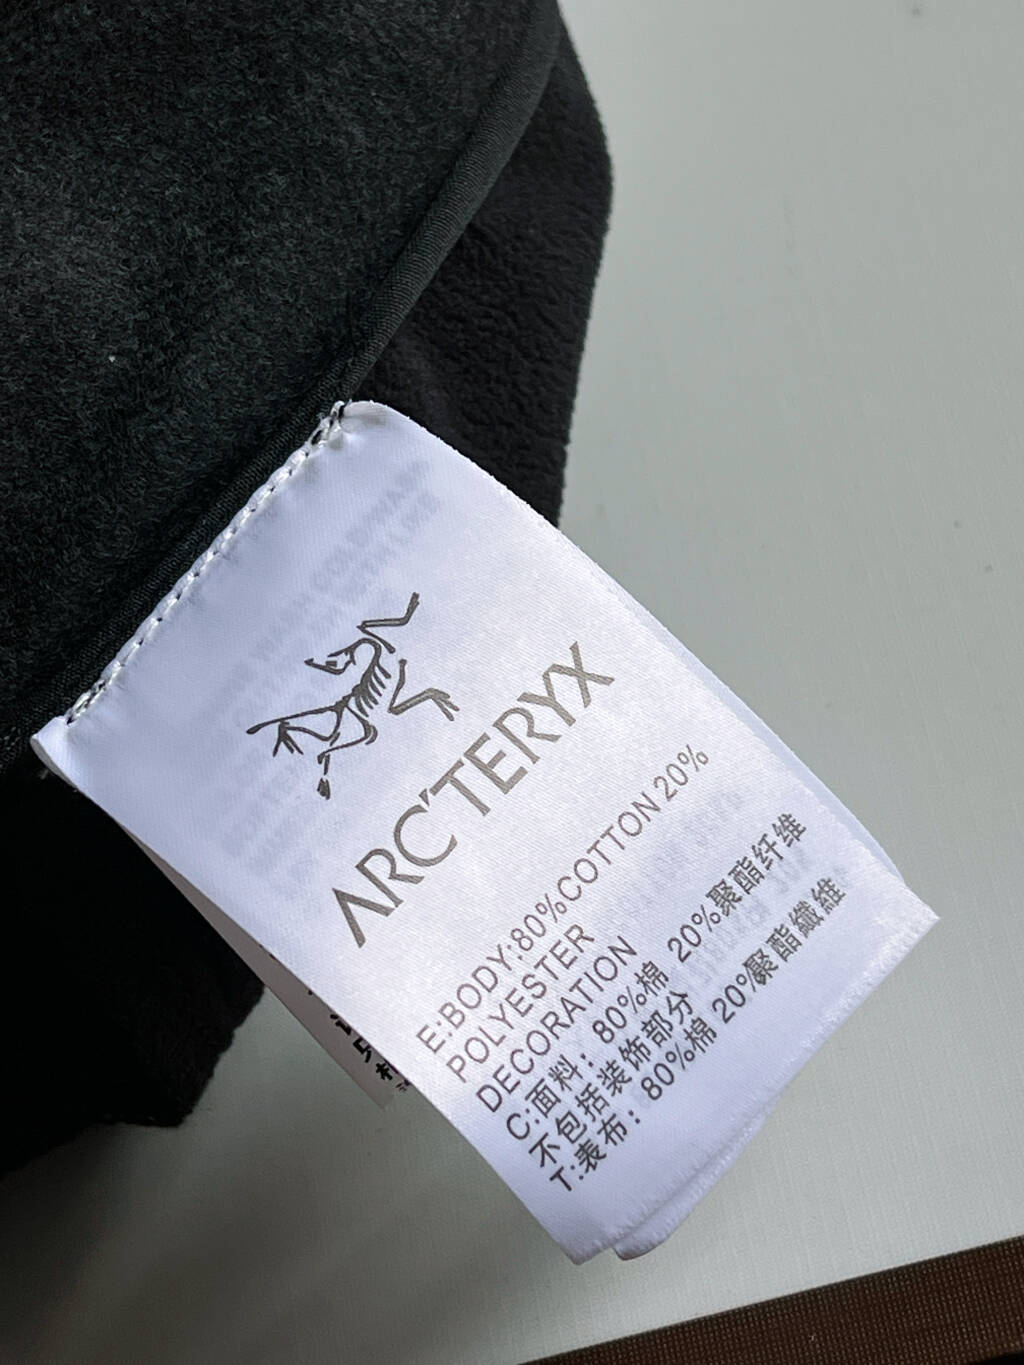 ARC'TERYX
E:BODY:80%COTTON 20%
POLYESTER
DECORATION
C:面料：80%棉 20%聚酯纤维
不包括装饰部分
T:表布：80%棉 20%聚酯纖維